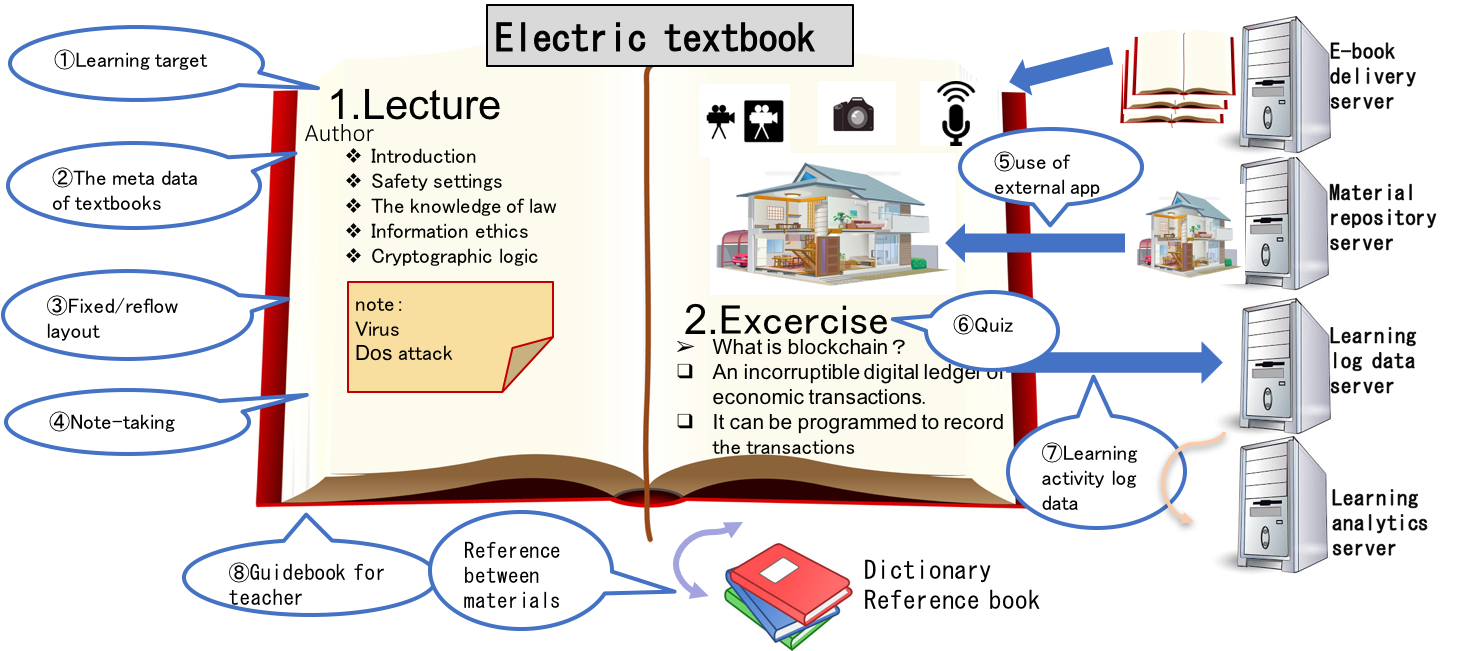 Electric textbook
①Learning target
1.Lecture
Author
❖ Introduction
❖ Safety settings
❖ The knowledge of law
❖ Information ethics
❖ Cryptographic logic
②The meta data
of textbooks
③Fixed/reflow
layout
note:
Virus
Dos attack
④Note-taking
⑤use of
external app
2.Excercise
⑥Quiz
➢ What is blockchain？
❑ An incorruptible digital ledger of
economic transactions.
❑ It can be programmed to record
the transactions
⑦Learning
activity log
data
⑧Guidebook for
teacher
Reference
between
materials
Dictionary
Reference book
E-book
delivery
server
Material
repository
server
Learning
log data
server
Learning
analytics
server